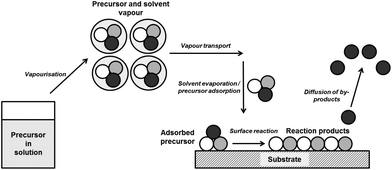 Precursor and solvent
vapour
Vapourisation
Vapour transport
Solvent evaporation /
precursor adsorption
Diffusion of by-
products
Precursor
in
solution
Adsorbed
precursor
Surface reaction
Reaction products
Substrate